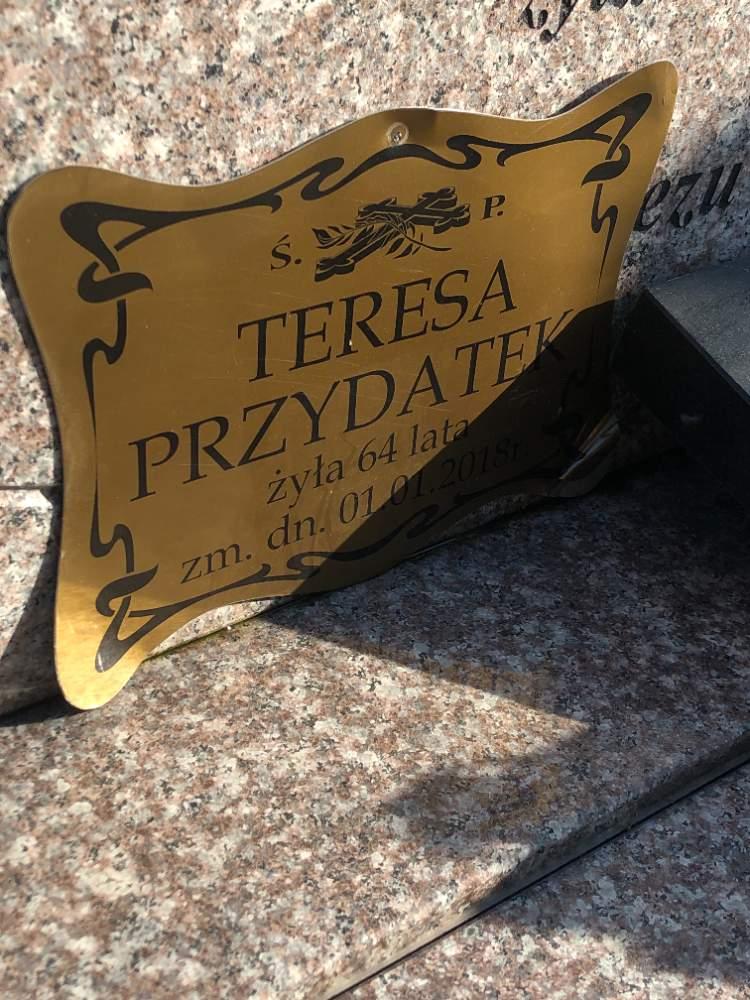 Ś. P.
TERESA
PRZYDATEK
żyła 64 lata
zm. dn. 01.01.2018r.